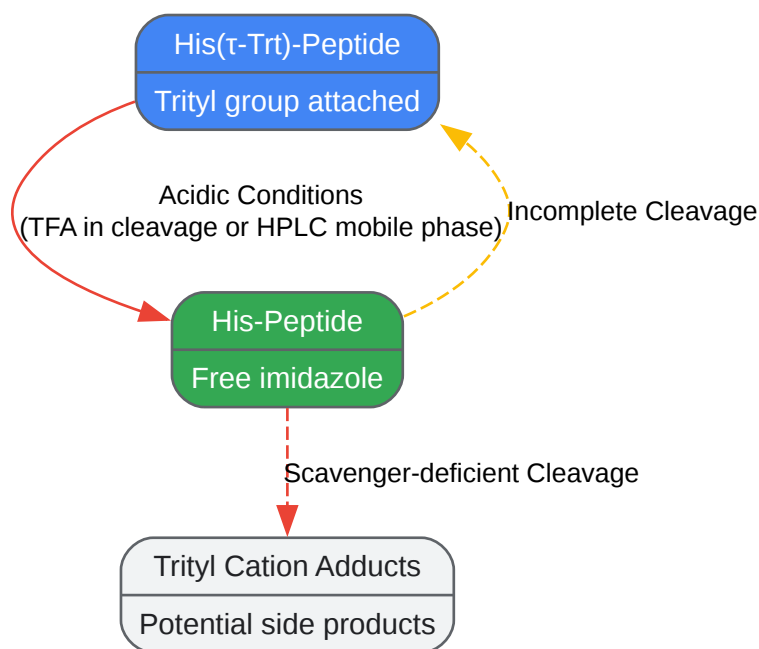 His(τ-Trt)-Peptide
Trityl group attached
Acidic Conditions
(TFA in cleavage or HPLC mobile phase)
Incomplete Cleavage
His-Peptide
Free imidazole
Scavenger-deficient Cleavage
Trityl Cation Adducts
Potential side products